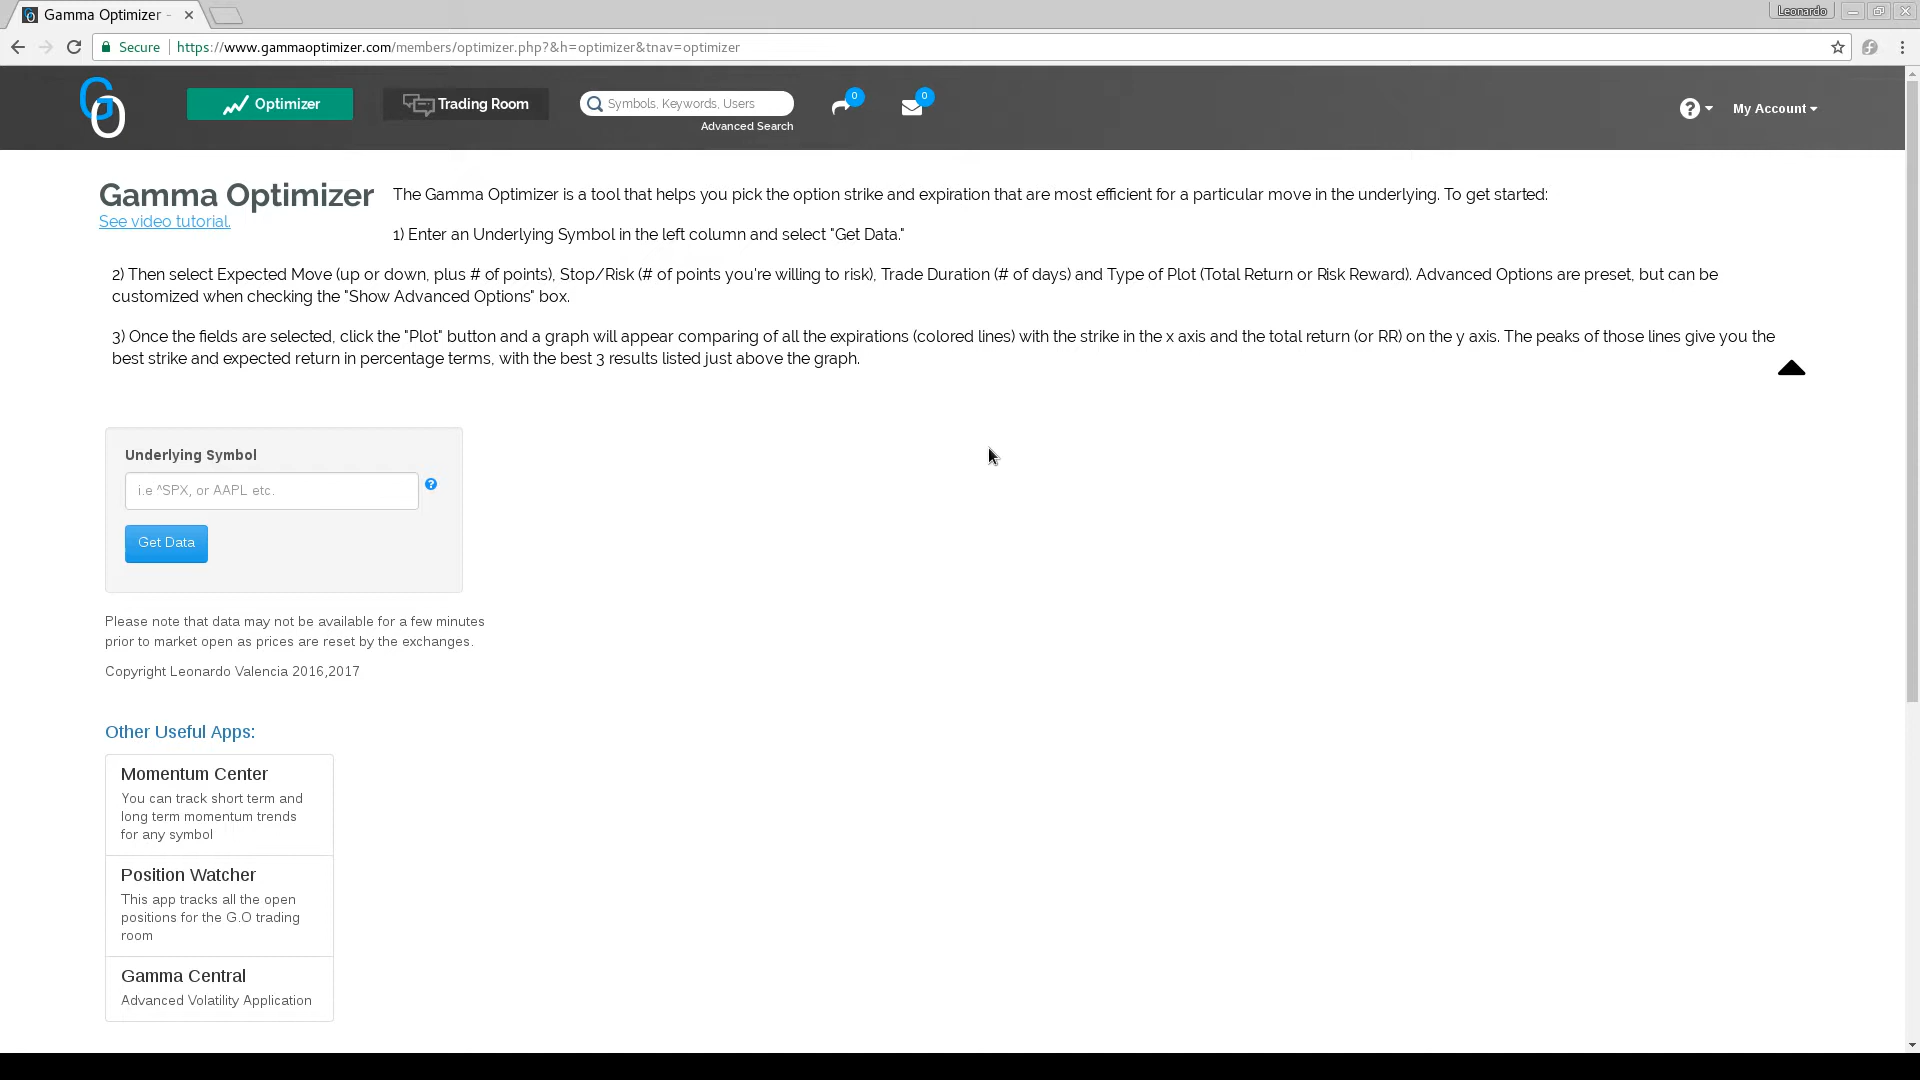 Gamma Optimizer -
Leonardo
Secure https://www.gammaoptimizer.com/members/optimizer.php?&h=optimizer&tnav=optimizer
GO Optimizer Trading Room Symbols, Keywords, Users 0 0 ? My Account
Advanced Search
Gamma Optimizer
See video tutorial.
The Gamma Optimizer is a tool that helps you pick the option strike and expiration that are most efficient for a particular move in the underlying. To get started:
1) Enter an Underlying Symbol in the left column and select "Get Data."
2) Then select Expected Move (up or down, plus # of points), Stop/Risk (# of points you're willing to risk), Trade Duration (# of days) and Type of Plot (Total Return or Risk Reward). Advanced Options are preset, but can be
customized when checking the "Show Advanced Options" box.
3) Once the fields are selected, click the "Plot" button and a graph will appear comparing of all the expirations (colored lines) with the strike in the x axis and the total return (or RR) on the y axis. The peaks of those lines give you the
best strike and expected return in percentage terms, with the best 3 results listed just above the graph.
Underlying Symbol
i.e ^SPX, or AAPL etc.
?
Get Data
Please note that data may not be available for a few minutes
prior to market open as prices are reset by the exchanges.
Copyright Leonardo Valencia 2016,2017
Other Useful Apps:
Momentum Center
You can track short term and
long term momentum trends
for any symbol
Position Watcher
This app tracks all the open
positions for the G.O trading
room
Gamma Central
Advanced Volatility Application